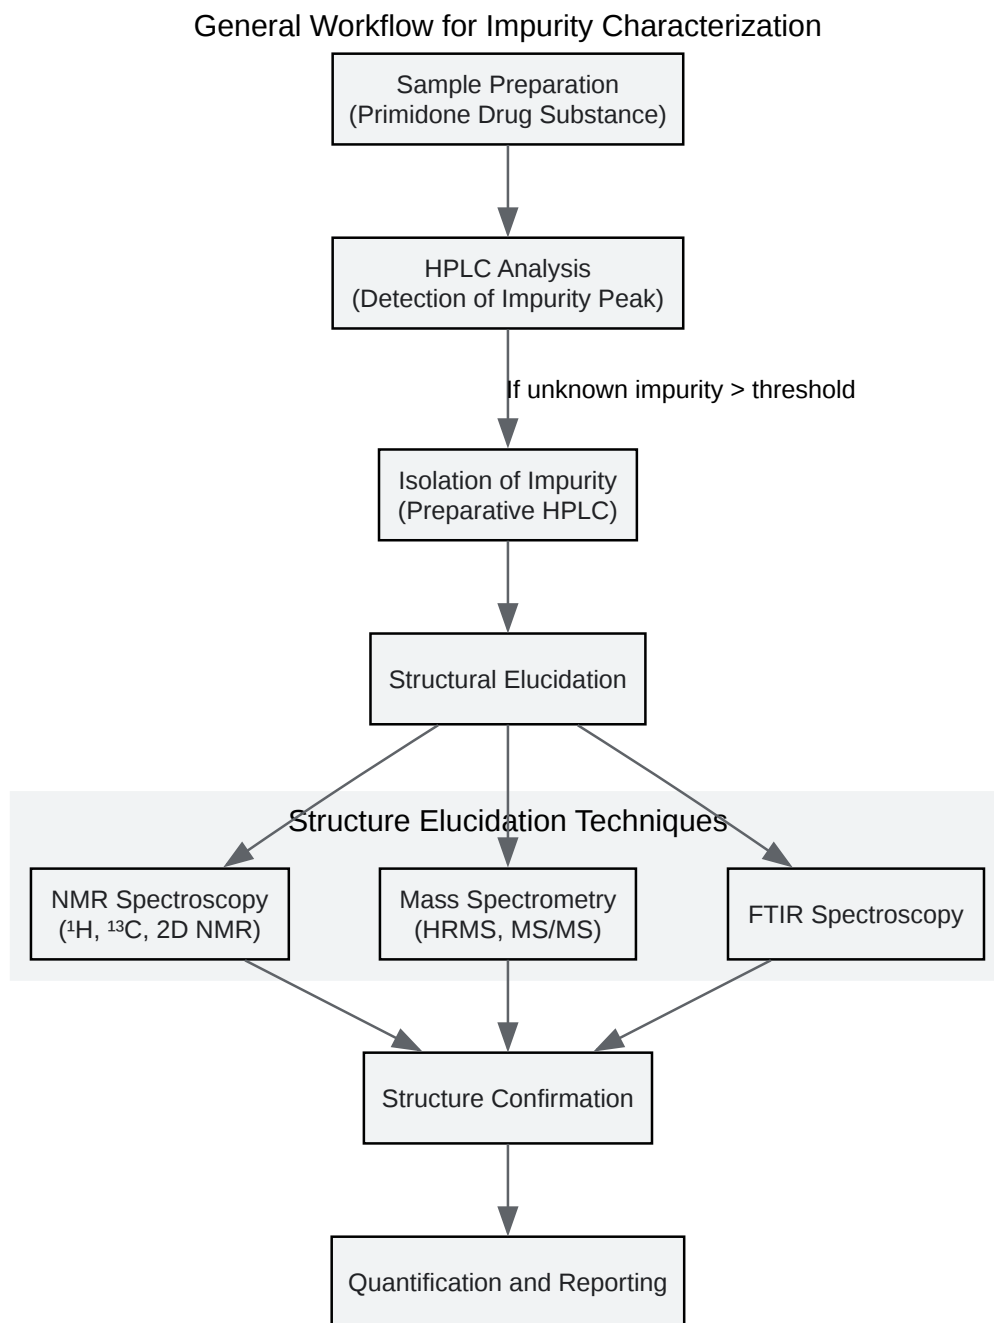 General Workflow for Impurity Characterization
Sample Preparation
(Primidone Drug Substance)
HPLC Analysis
(Detection of Impurity Peak)
If unknown impurity > threshold
Isolation of Impurity
(Preparative HPLC)
Structural Elucidation
Structure Elucidation Techniques
NMR Spectroscopy
(¹H, ¹³C, 2D NMR)
Mass Spectrometry
(HRMS, MS/MS)
FTIR Spectroscopy
Structure Confirmation
Quantification and Reporting